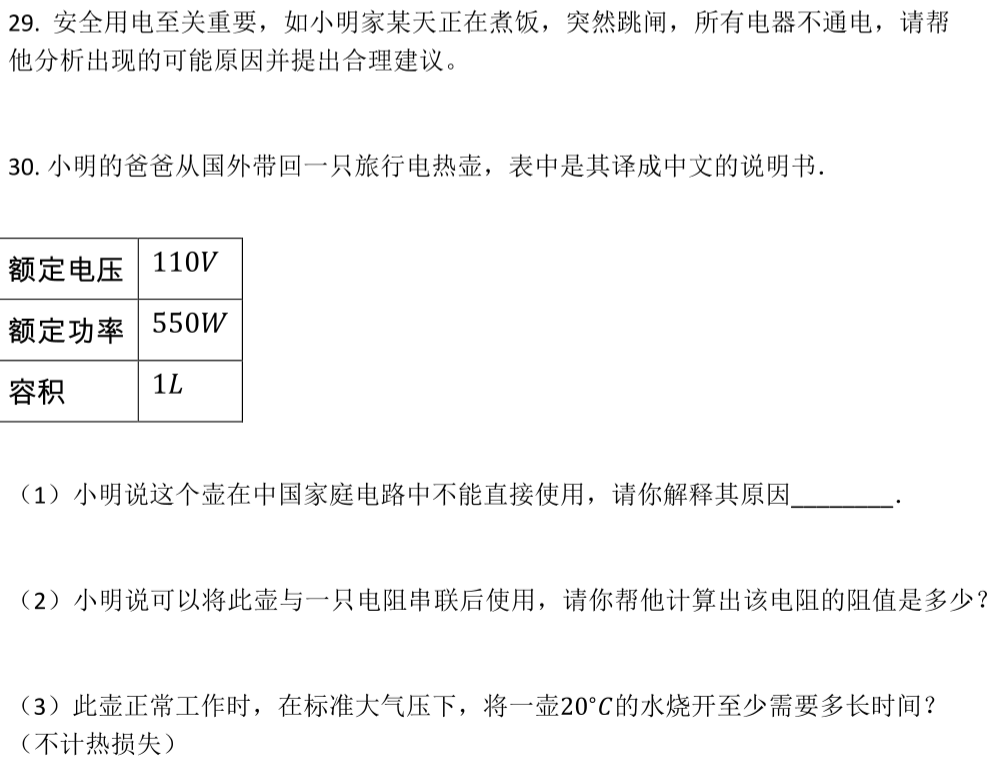 29. 安全用电至关重要，如小明家某天正在煮饭，突然跳闸，所有电器不通电，请帮
他分析出现的可能原因并提出合理建议。
30. 小明的爸爸从国外带回一只旅行电热壶，表中是其译成中文的说明书．
额定电压 110V
额定功率 550W
容积 1L
（1）小明说这个壶在中国家庭电路中不能直接使用，请你解释其原因________．
（2）小明说可以将此壶与一只电阻串联后使用，请你帮他计算出该电阻的阻值是多少？
（3）此壶正常工作时，在标准大气压下，将一壶20°C的水烧开至少需要多长时间？
（不计热损失）